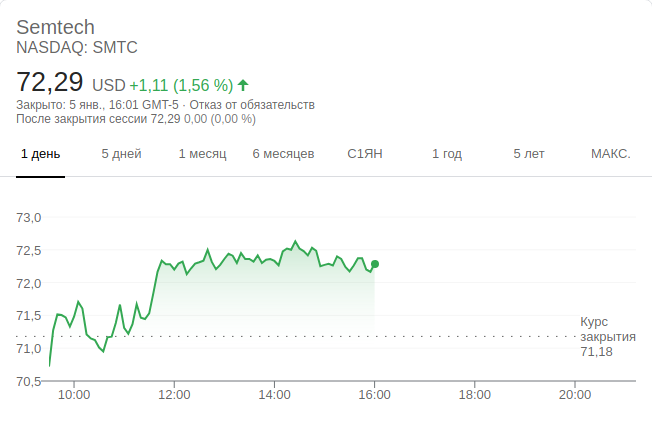 Semtech
NASDAQ: SMTC
72,29 USD +1,11 (1,56 %)
Закрыто: 5 янв., 16:01 GMT-5 · Отказ от обязательств
После закрытия сессии 72,29 0,00 (0,00 %)
1 день 5 дней 1 месяц 6 месяцев С1ЯН 1 год 5 лет МАКС.
73,0
72,5
72,0
71,5
71,0
70,5
Курс
закрытия
71,18
10:00 12:00 14:00 16:00 18:00 20:00